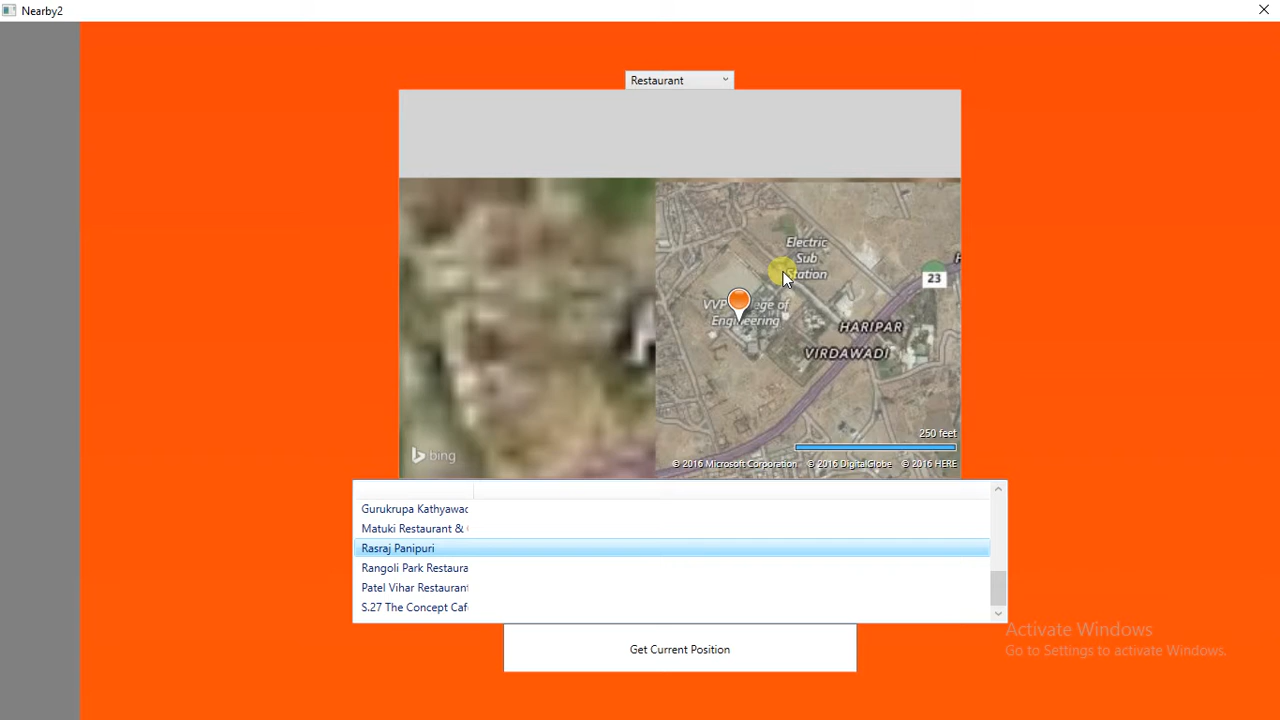 Nearby2
Restaurant
Electric
Sub
Station
23
VVP
ege of
Engineering
HARIPAR
VIRDAWADI
250 feet
bing
© 2016 Microsoft Corporation © 2016 DigitalGlobe © 2016 HERE
Gurukrupa Kathyawad
Matuki Restaurant &
Rasraj Panipuri
Rangoli Park Restaura
Patel Vihar Restaurant
S.27 The Concept Caf
Get Current Position
Activate Windows
Go to Settings to activate Windows.